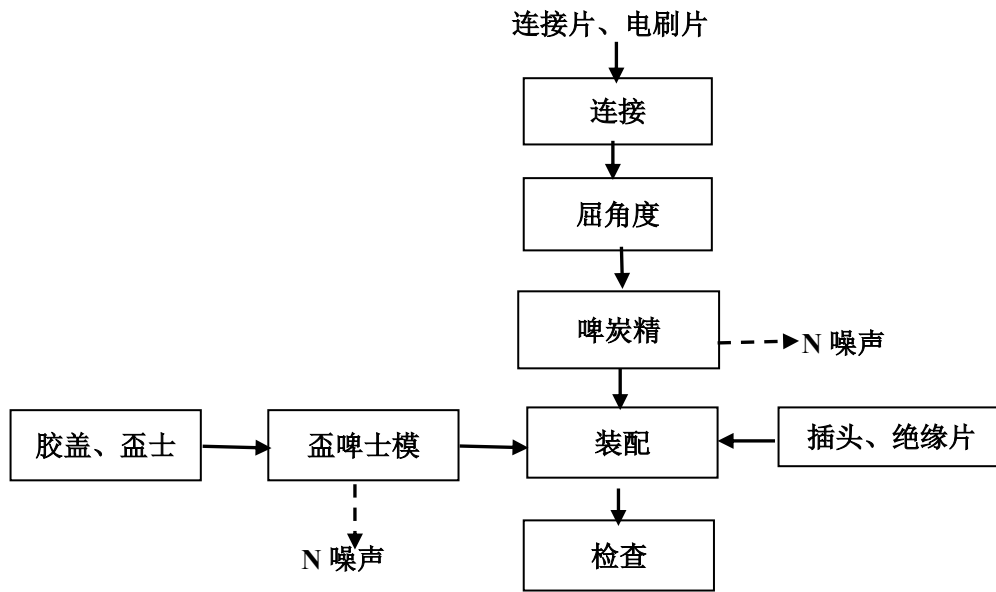 连接片、电刷片
连接
屈角度
啤炭精
N 噪声
胶盖、盃士
盃啤士模
装配
插头、绝缘片
N 噪声
检查